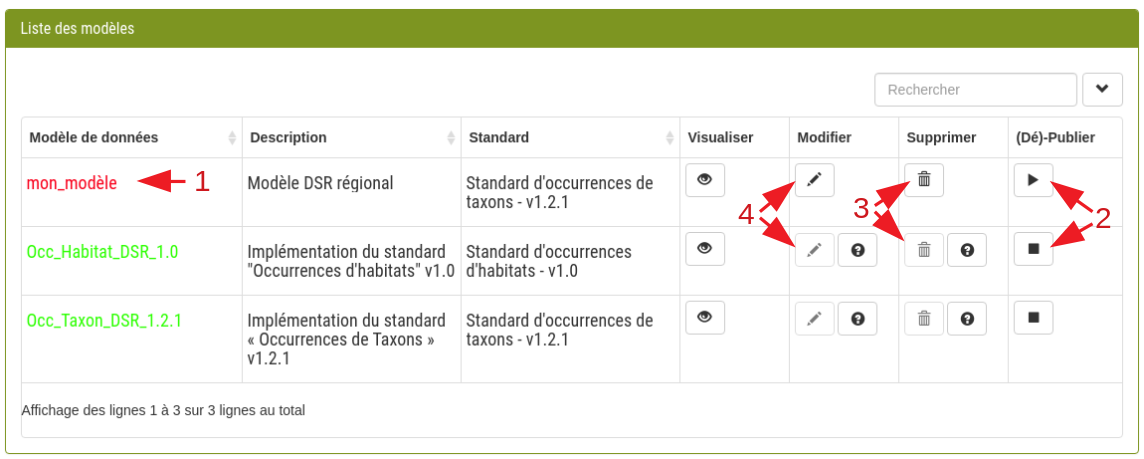 Liste des modèles
Rechercher
Modèle de données Description Standard Visualiser Modifier Supprimer (Dé)-Publier
mon_modèle 1 Modèle DSR régional Standard d'occurrences de
taxons - v1.2.1
4 3 2
Occ_Habitat_DSR_1.0 Implémentation du standard Standard d'occurrences
"Occurrences d'habitats" v1.0 d'habitats - v1.0
Occ_Taxon_DSR_1.2.1 Implémentation du standard Standard d'occurrences de
« Occurrences de Taxons » taxons - v1.2.1
v1.2.1
Affichage des lignes 1 à 3 sur 3 lignes au total